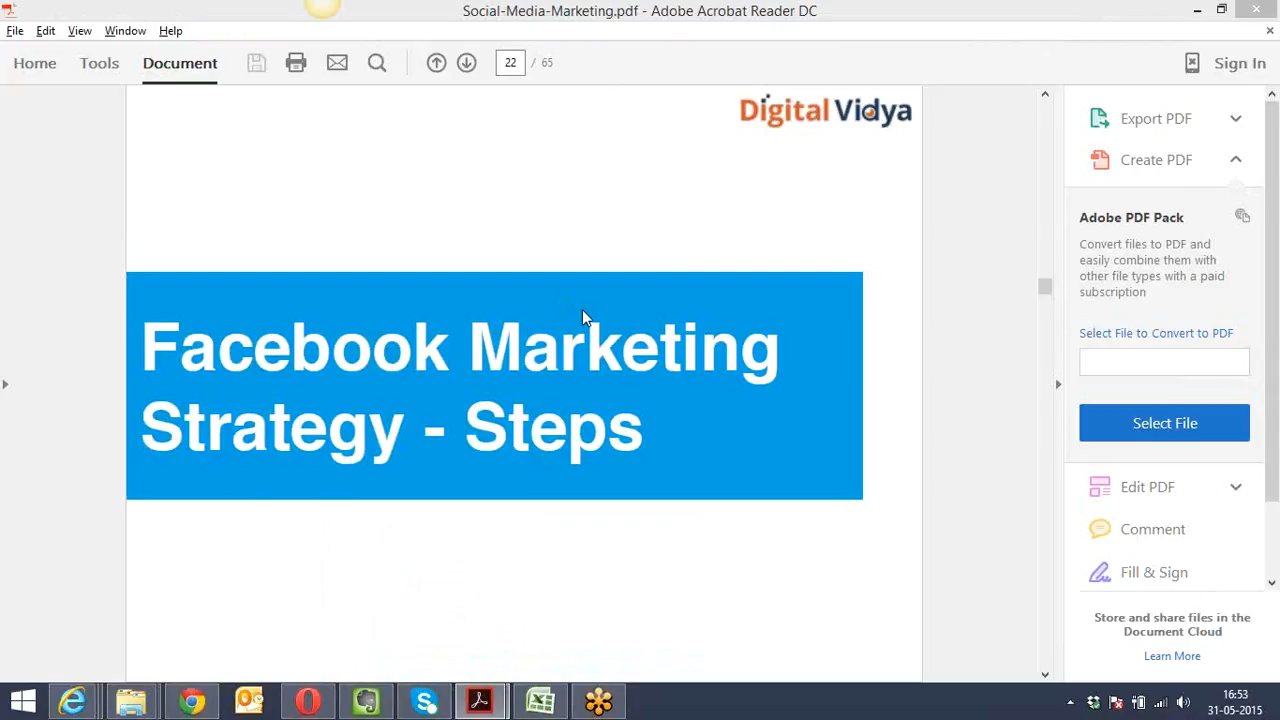 Social-Media-Marketing.pdf - Adobe Acrobat Reader DC
File Edit View Window Help
Home Tools Document 22 / 65 Sign In
Digital Vidya
Export PDF
Create PDF
Adobe PDF Pack
Convert files to PDF and
easily combine them with
other file types with a paid
subscription
Select File to Convert to PDF
Select File
Facebook Marketing
Strategy - Steps
Edit PDF
Comment
Fill & Sign
Store and share files in the
Document Cloud
Learn More
16:53
31-05-2015